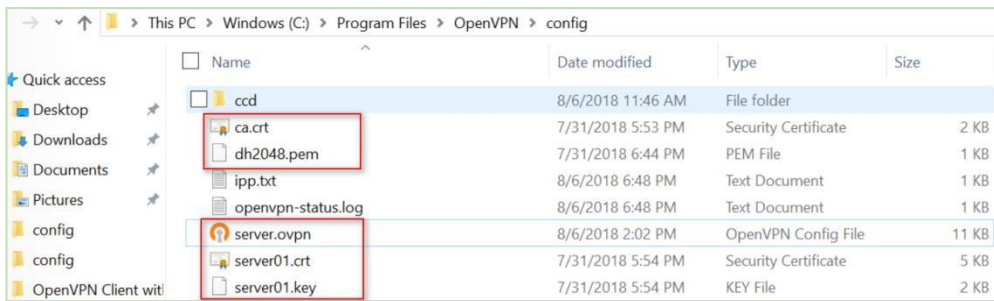 This PC > Windows (C:) > Program Files > OpenVPN > config
Name Date modified Type Size
Quick access
Desktop
Downloads
Documents
Pictures
config
config
OpenVPN Client with
ccd 8/6/2018 11:46 AM File folder
ca.crt 7/31/2018 5:53 PM Security Certificate 2 KB
dh2048.pem 7/31/2018 6:44 PM PEM File 1 KB
ipp.txt 8/6/2018 6:48 PM Text Document 1 KB
openvpn-status.log 8/6/2018 6:48 PM Text Document 1 KB
server.ovpn 8/6/2018 2:02 PM OpenVPN Config File 11 KB
server01.crt 7/31/2018 5:54 PM Security Certificate 5 KB
server01.key 7/31/2018 5:54 PM KEY File 2 KB